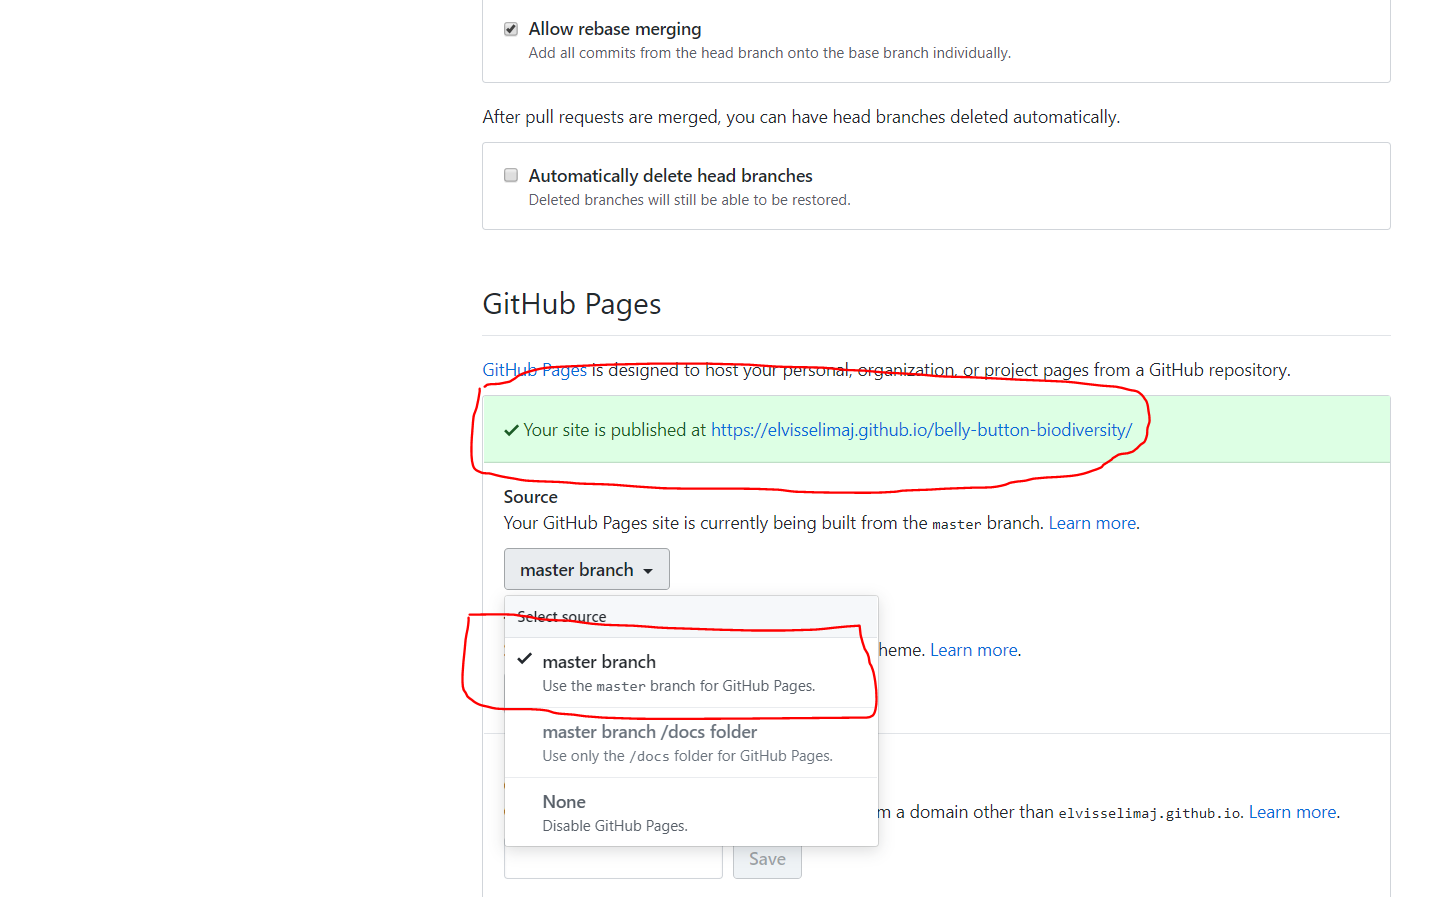 Allow rebase merging
Add all commits from the head branch onto the base branch individually.
After pull requests are merged, you can have head branches deleted automatically.
Automatically delete head branches
Deleted branches will still be able to be restored.
GitHub Pages
GitHub Pages is designed to host your personal, organization, or project pages from a GitHub repository.
Your site is published at https://elvisselimaj.github.io/belly-button-biodiversity/
Source
Your GitHub Pages site is currently being built from the master branch. Learn more.
master branch
Select source
master branch
heme. Learn more.
Use the master branch for GitHub Pages.
master branch /docs folder
Use only the /docs folder for GitHub Pages.
None
m a domain other than elvisselimaj.github.io. Learn more.
Disable GitHub Pages.
Save